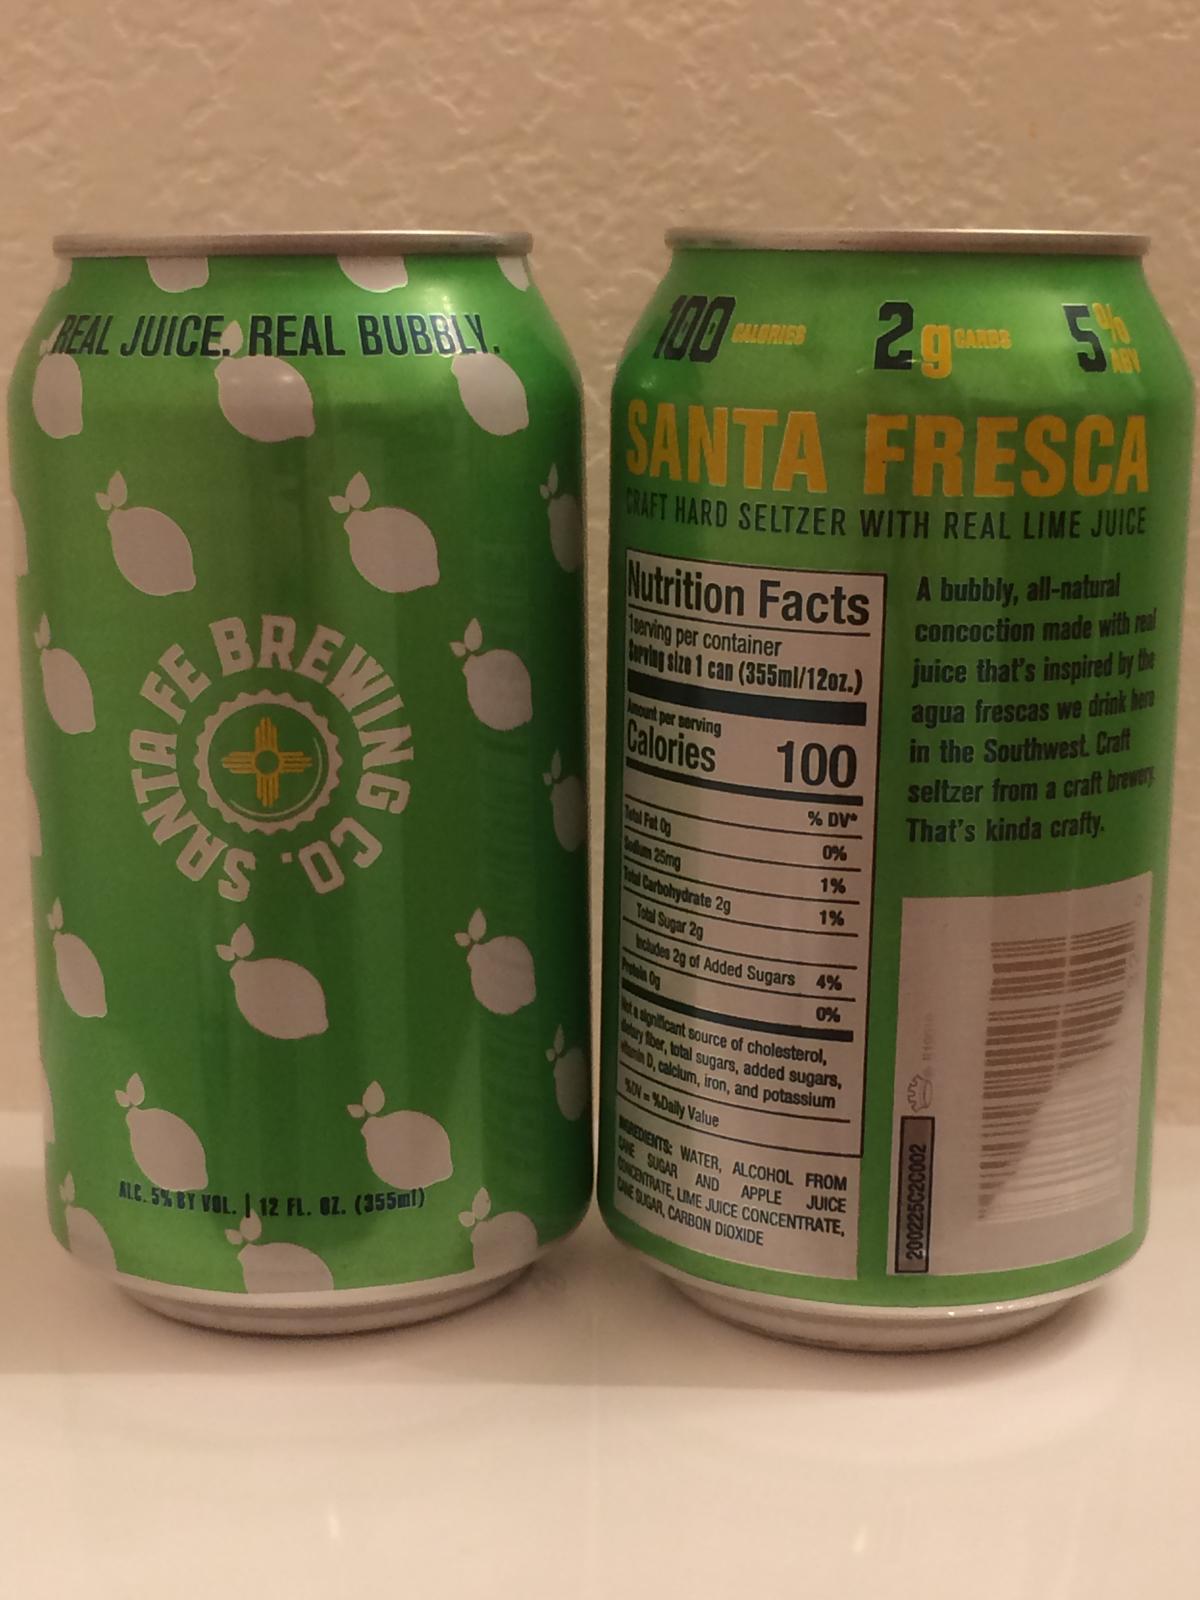 REAL JUICE. REAL BUBBLY.
SANTA FE BREWING CO.
ALC. 5% BY VOL. | 12 FL. OZ. (355ml)
100 CALORIES 2g CARBS 5% ABV
SANTA FRESCA
CRAFT HARD SELTZER WITH REAL LIME JUICE
Nutrition Facts
1 serving per container
Serving size 1 can (355ml/12oz.)
Amount per serving
Calories 100
% DV*
Total Fat 0g 0%
Sodium 25mg 1%
Total Carbohydrate 2g 1%
Total Sugar 2g
Includes 2g of Added Sugars 4%
Protein 0g 0%
Not a significant source of cholesterol,
dietary fiber, total sugars, added sugars,
vitamin D, calcium, iron, and potassium
%DV = %Daily Value
INGREDIENTS: WATER, ALCOHOL FROM
CANE SUGAR AND APPLE JUICE
CONCENTRATE, LIME JUICE CONCENTRATE,
CANE SUGAR, CARBON DIOXIDE
A bubbly, all-natural
concoction made with real
juice that's inspired by the
agua frescas we drink here
in the Southwest. Craft
seltzer from a craft brewery.
That's kinda crafty.
200225C2C002